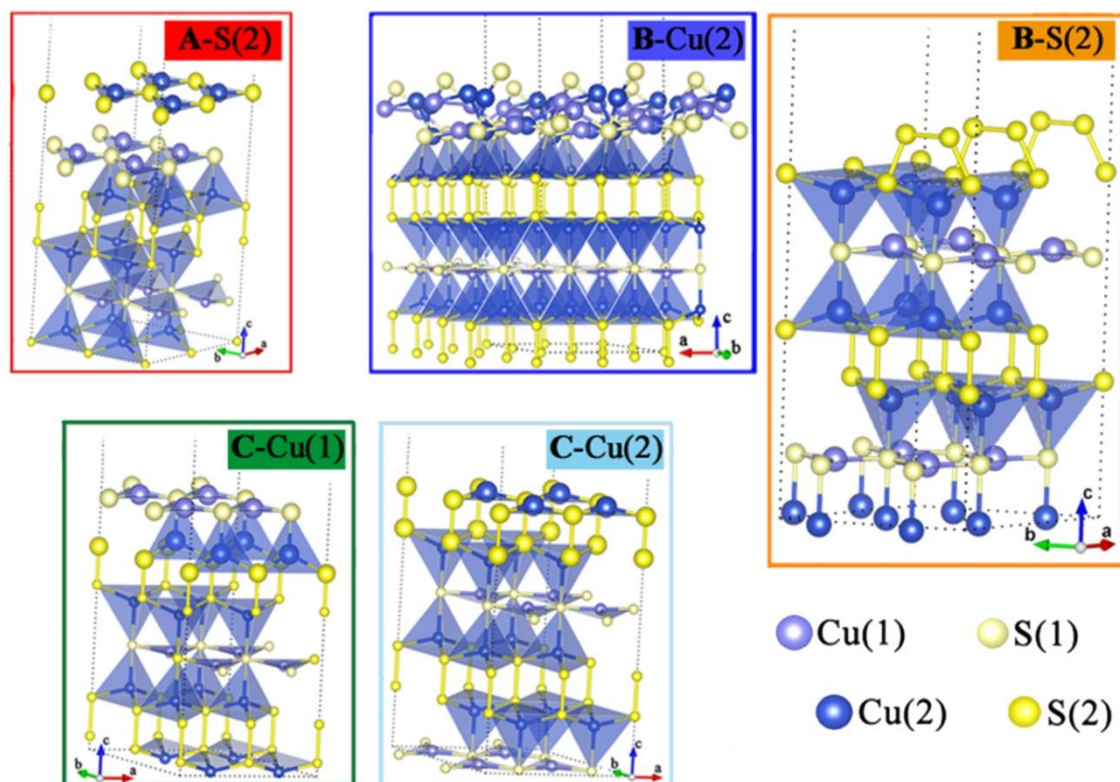 A-S(2)
b
c
a
B-Cu(2)
c
a
b
B-S(2)
c
b
a
C-Cu(1)
c
b
a
C-Cu(2)
c
b
a
Cu(1)
S(1)
Cu(2)
S(2)